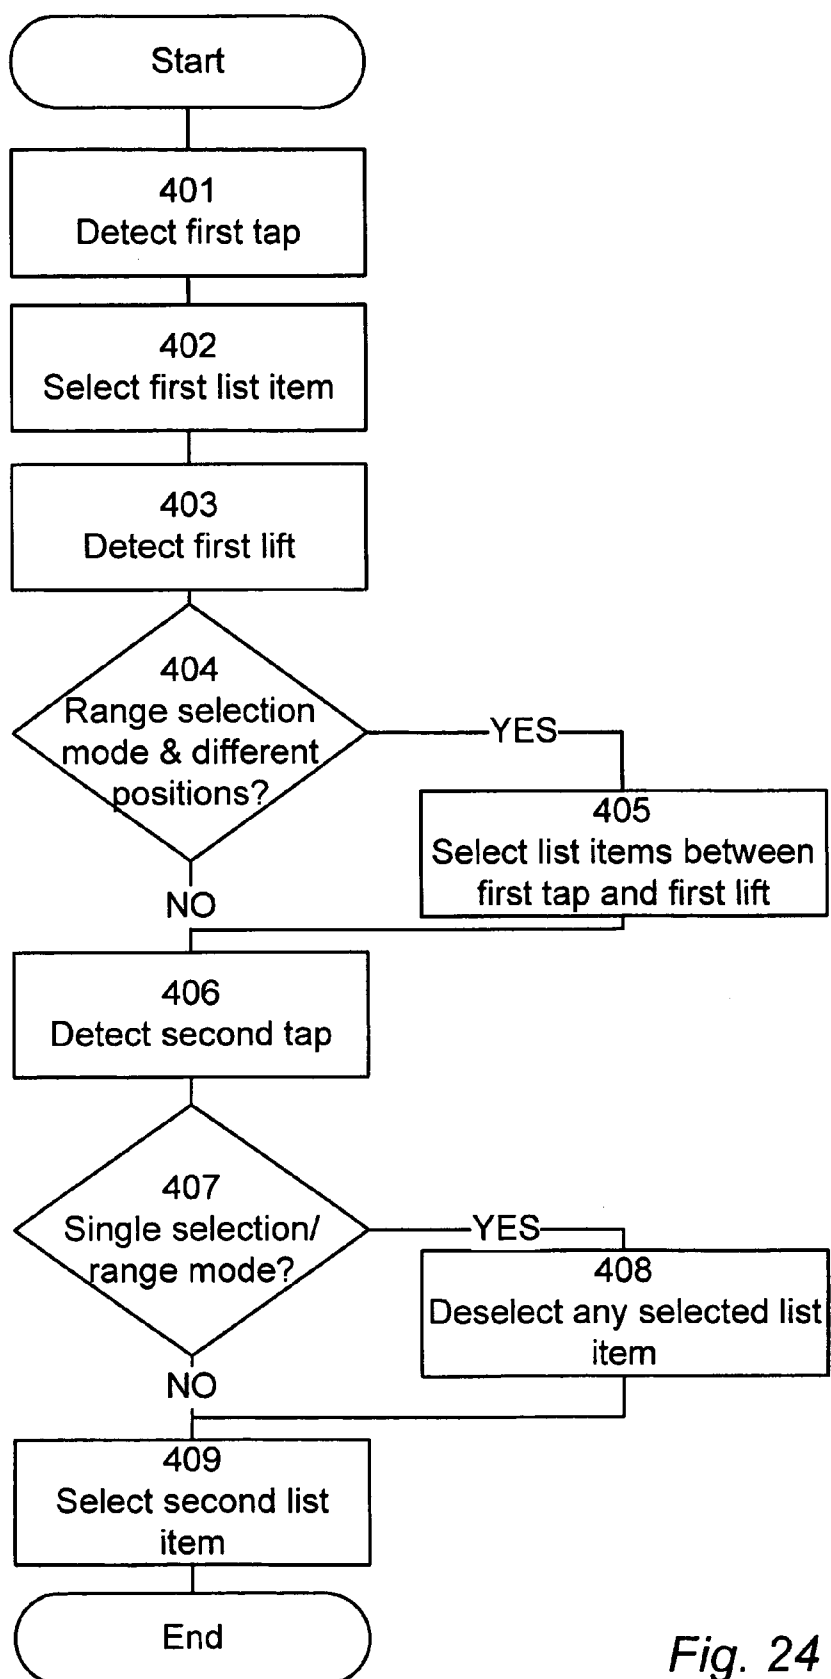 Start
401
Detect first tap
402
Select first list item
403
Detect first lift
404
Range selection
mode & different
positions?
YES
405
Select list items between
first tap and first lift
NO
406
Detect second tap
407
Single selection/
range mode?
YES
408
Deselect any selected list
item
NO
409
Select second list
item
End
Fig. 24